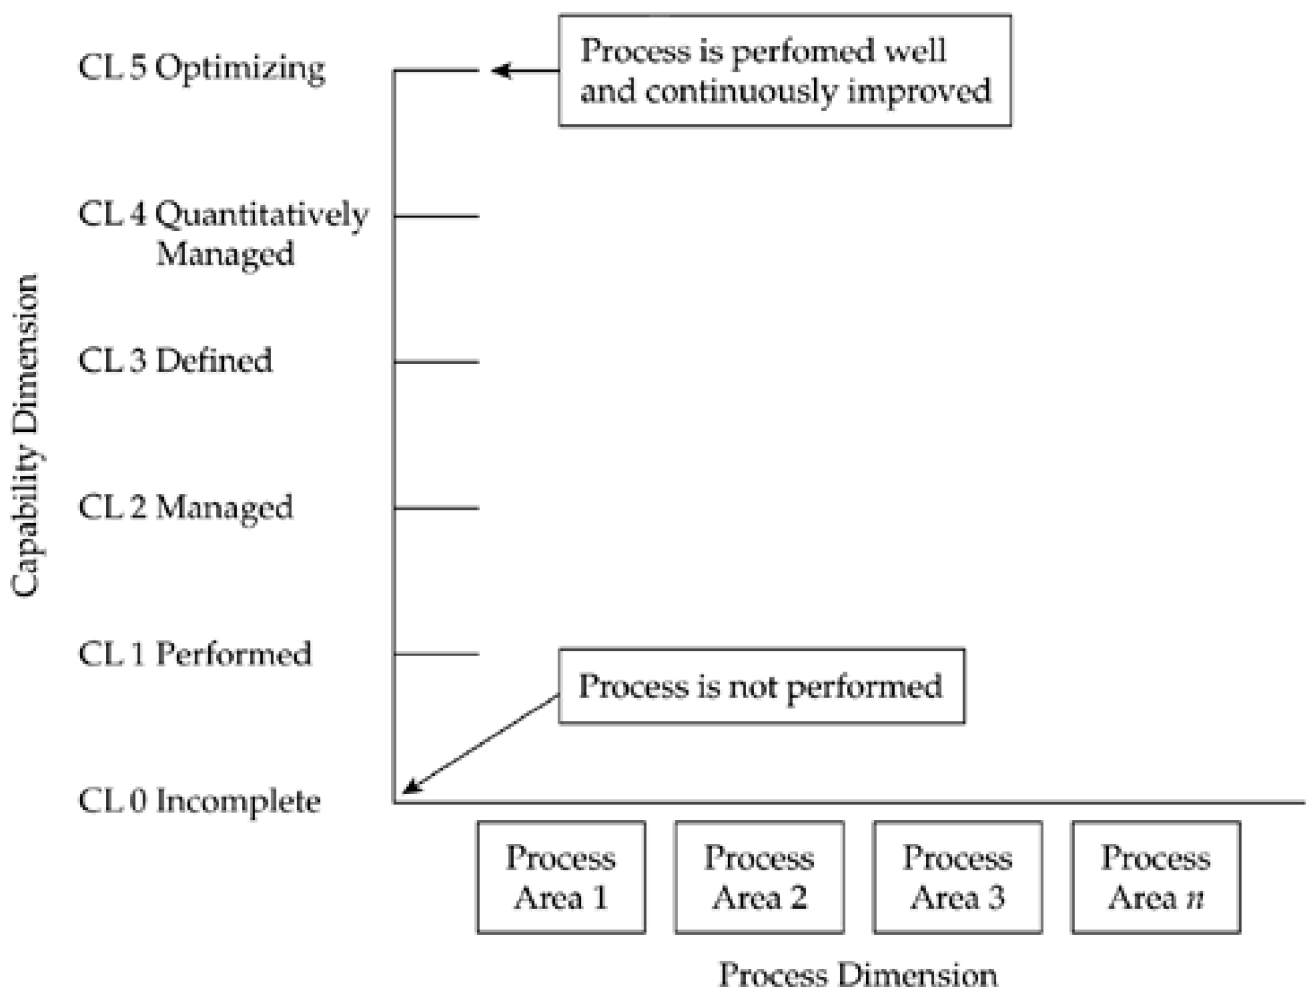 CL 5 Optimizing
Process is perfomed well
and continuously improved
CL 4 Quantitatively
Managed
CL 3 Defined
Capability Dimension
CL 2 Managed
CL 1 Performed
Process is not performed
CL 0 Incomplete
Process
Area 1
Process
Area 2
Process
Area 3
Process
Area n
Process Dimension